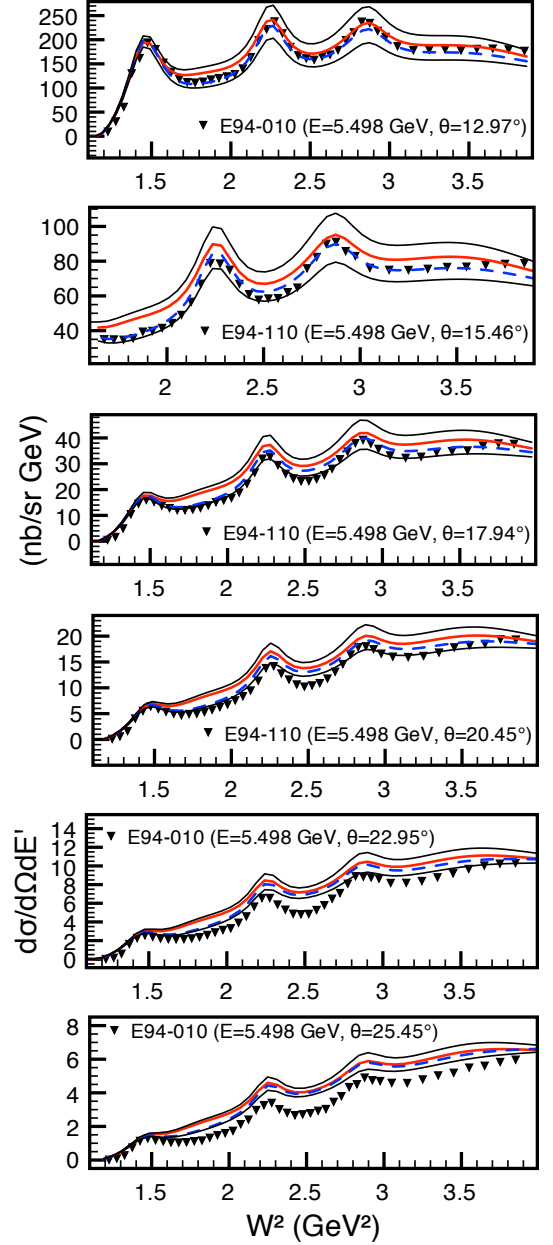 250
200
150
100
50
0
E94-010 (E=5.498 GeV, θ=12.97°)
1.5 2 2.5 3 3.5
100
80
60
40
E94-110 (E=5.498 GeV, θ=15.46°)
2 2.5 3 3.5
40
30
20
10
0
E94-110 (E=5.498 GeV, θ=17.94°)
1.5 2 2.5 3 3.5
(nb/sr GeV)
20
15
10
5
0
E94-110 (E=5.498 GeV, θ=20.45°)
1.5 2 2.5 3 3.5
dσ/dΩdE'
14
12
10
8
6
4
2
0
E94-010 (E=5.498 GeV, θ=22.95°)
1.5 2 2.5 3 3.5
8
6
4
2
0
E94-010 (E=5.498 GeV, θ=25.45°)
1.5 2 2.5 3 3.5
W² (GeV²)